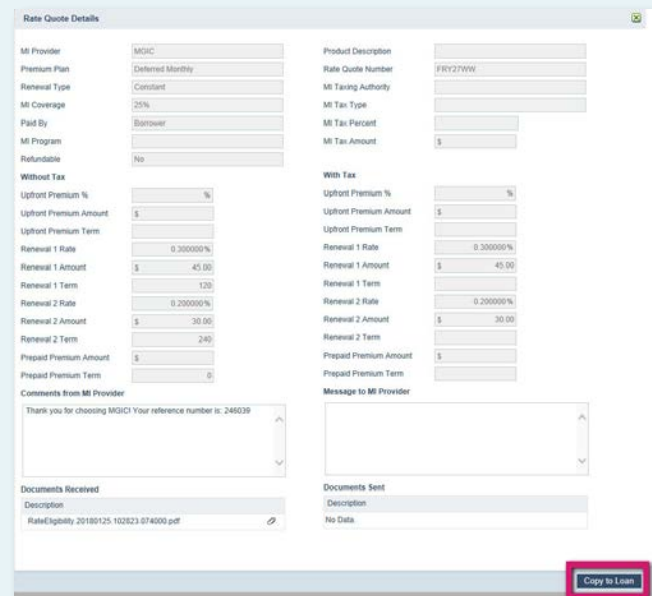 Rate Quote Details
MI Provider MGIC
Premium Plan Deferred Monthly
Renewal Type Constant
MI Coverage 25%
Paid By Borrower
MI Program
Refundable No
Product Description
Rate Quote Number FRY27WW
MI Taxing Authority
MI Tax Type
MI Tax Percent
MI Tax Amount $
Without Tax
Upfront Premium % %
Upfront Premium Amount $
Upfront Premium Term
Renewal 1 Rate 0.300000%
Renewal 1 Amount $ 45.00
Renewal 1 Term 120
Renewal 2 Rate 0.200000%
Renewal 2 Amount $ 30.00
Renewal 2 Term 240
Prepaid Premium Amount $
Prepaid Premium Term 0
With Tax
Upfront Premium % %
Upfront Premium Amount $
Upfront Premium Term
Renewal 1 Rate 0.300000%
Renewal 1 Amount $ 45.00
Renewal 1 Term
Renewal 2 Rate 0.200000%
Renewal 2 Amount $ 30.00
Renewal 2 Term
Prepaid Premium Amount $
Prepaid Premium Term
Comments from MI Provider
Thank you for choosing MGIC! Your reference number is: 246039
Message to MI Provider
Documents Received
Description
RateEligibility.20180125.102823.074000.pdf
Documents Sent
Description
No Data.
Copy to Loan